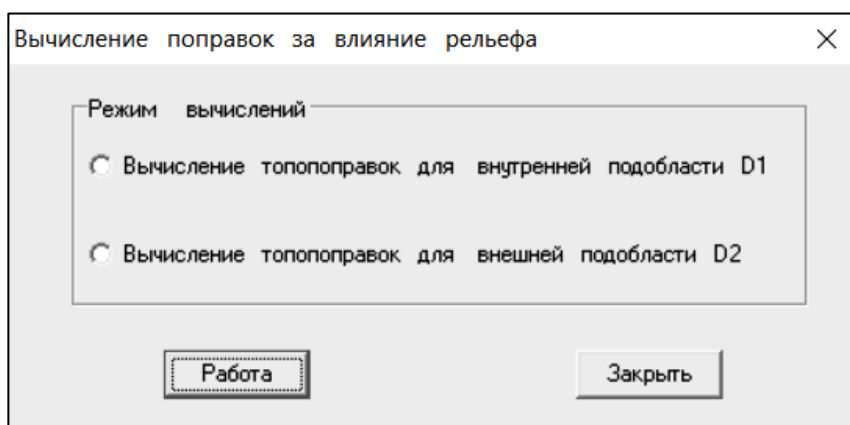 Вычисление поправок за влияние рельефа
Режим вычислений
Вычисление топопоправок для внутренней подобласти D1
Вычисление топопоправок для внешней подобласти D2
Работа Закрыть